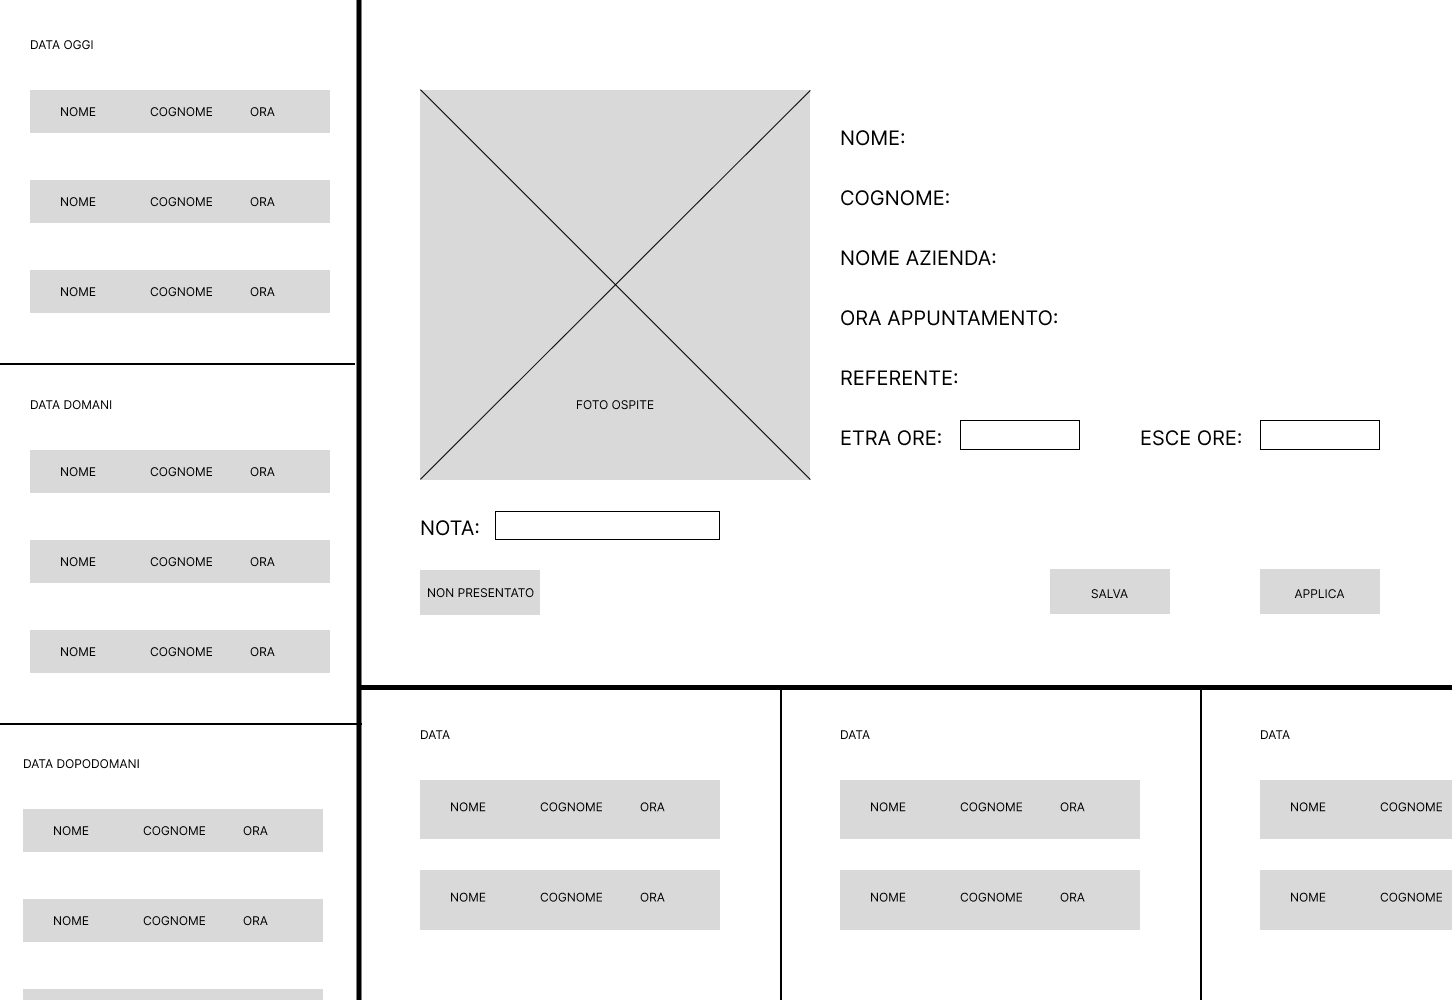 DATA OGGI
NOME COGNOME ORA
NOME COGNOME ORA
NOME COGNOME ORA
DATA DOMANI
NOME COGNOME ORA
NOME COGNOME ORA
NOME COGNOME ORA
DATA DOPODOMANI
NOME COGNOME ORA
NOME COGNOME ORA
FOTO OSPITE
NOME:
COGNOME:
NOME AZIENDA:
ORA APPUNTAMENTO:
REFERENTE:
ETRA ORE: ESCE ORE:
NOTA:
NON PRESENTATO SALVA APPLICA
DATA
NOME COGNOME ORA
NOME COGNOME ORA
DATA
NOME COGNOME ORA
NOME COGNOME ORA
DATA
NOME COGNOME
NOME COGNOME